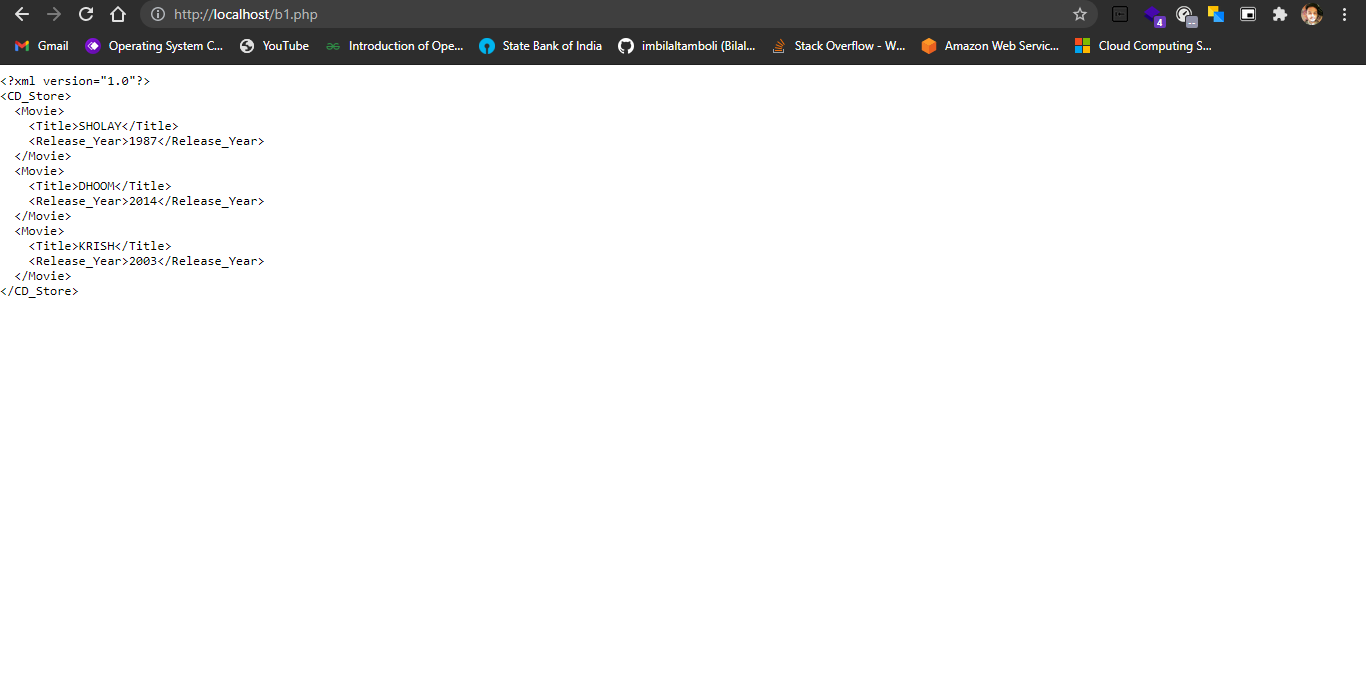 http://localhost/b1.php
4
Gmail Operating System C... YouTube Introduction of Ope... State Bank of India imbilaltamboli (Bilal... Stack Overflow - W... Amazon Web Servic... Cloud Computing S...
<?xml version="1.0"?>
<CD_Store>
  <Movie>
    <Title>SHOLAY</Title>
    <Release_Year>1987</Release_Year>
  </Movie>
  <Movie>
    <Title>DHOOM</Title>
    <Release_Year>2014</Release_Year>
  </Movie>
  <Movie>
    <Title>KRISH</Title>
    <Release_Year>2003</Release_Year>
  </Movie>
</CD_Store>